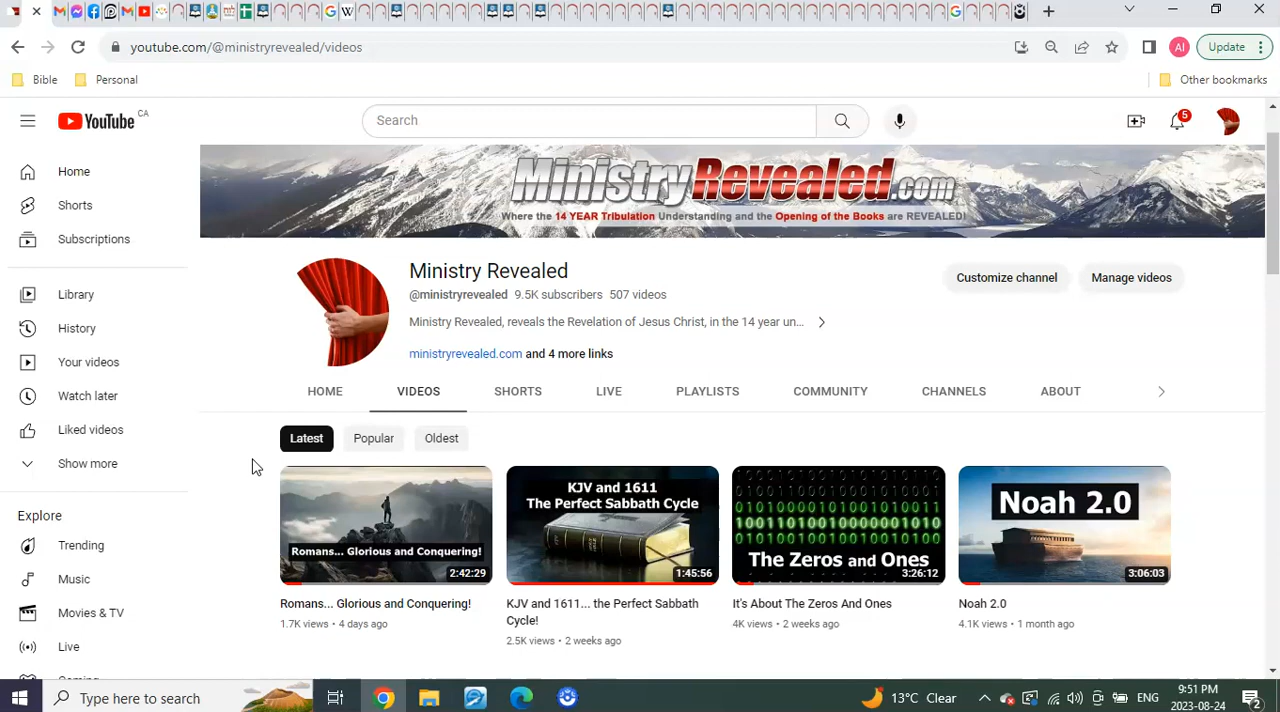 youtube.com/@ministryrevealed/videos
AI
Update
Bible
Personal
Other bookmarks
YouTube CA
Search
5
Home
Shorts
Subscriptions
Library
History
Your videos
Watch later
Liked videos
Show more
Explore
Trending
Music
Movies & TV
Live
MinistryRevealed.com
Where the 14 YEAR Tribulation Understanding and the Opening of the Books are REVEALED!
Ministry Revealed
@ministryrevealed 9.5K subscribers 507 videos
Ministry Revealed, reveals the Revelation of Jesus Christ, in the 14 year un...
ministryrevealed.com and 4 more links
Customize channel
Manage videos
HOME VIDEOS SHORTS LIVE PLAYLISTS COMMUNITY CHANNELS ABOUT
Latest Popular Oldest
Romans... Glorious and Conquering!
2:42:29
Romans... Glorious and Conquering!
1.7K views • 4 days ago
KJV and 1611
The Perfect Sabbath Cycle
1:45:56
KJV and 1611... the Perfect Sabbath
Cycle!
2.5K views • 2 weeks ago
The Zeros and Ones
3:26:12
It's About The Zeros And Ones
4K views • 2 weeks ago
Noah 2.0
3:06:03
Noah 2.0
4.1K views • 1 month ago
Type here to search
13°C Clear
ENG
9:51 PM
2023-08-24
2